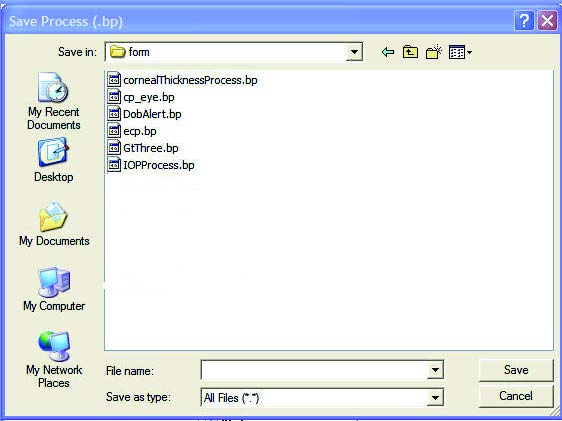 Save Process (.bp)
Save in: form
cornealThicknessProcess.bp
cp_eye.bp
DobAlert.bp
ecp.bp
GtThree.bp
IOPProcess.bp
My Recent
Documents
Desktop
My Documents
My Computer
My Network
Places
File name:
Save
Save as type: All Files (*.*)
Cancel